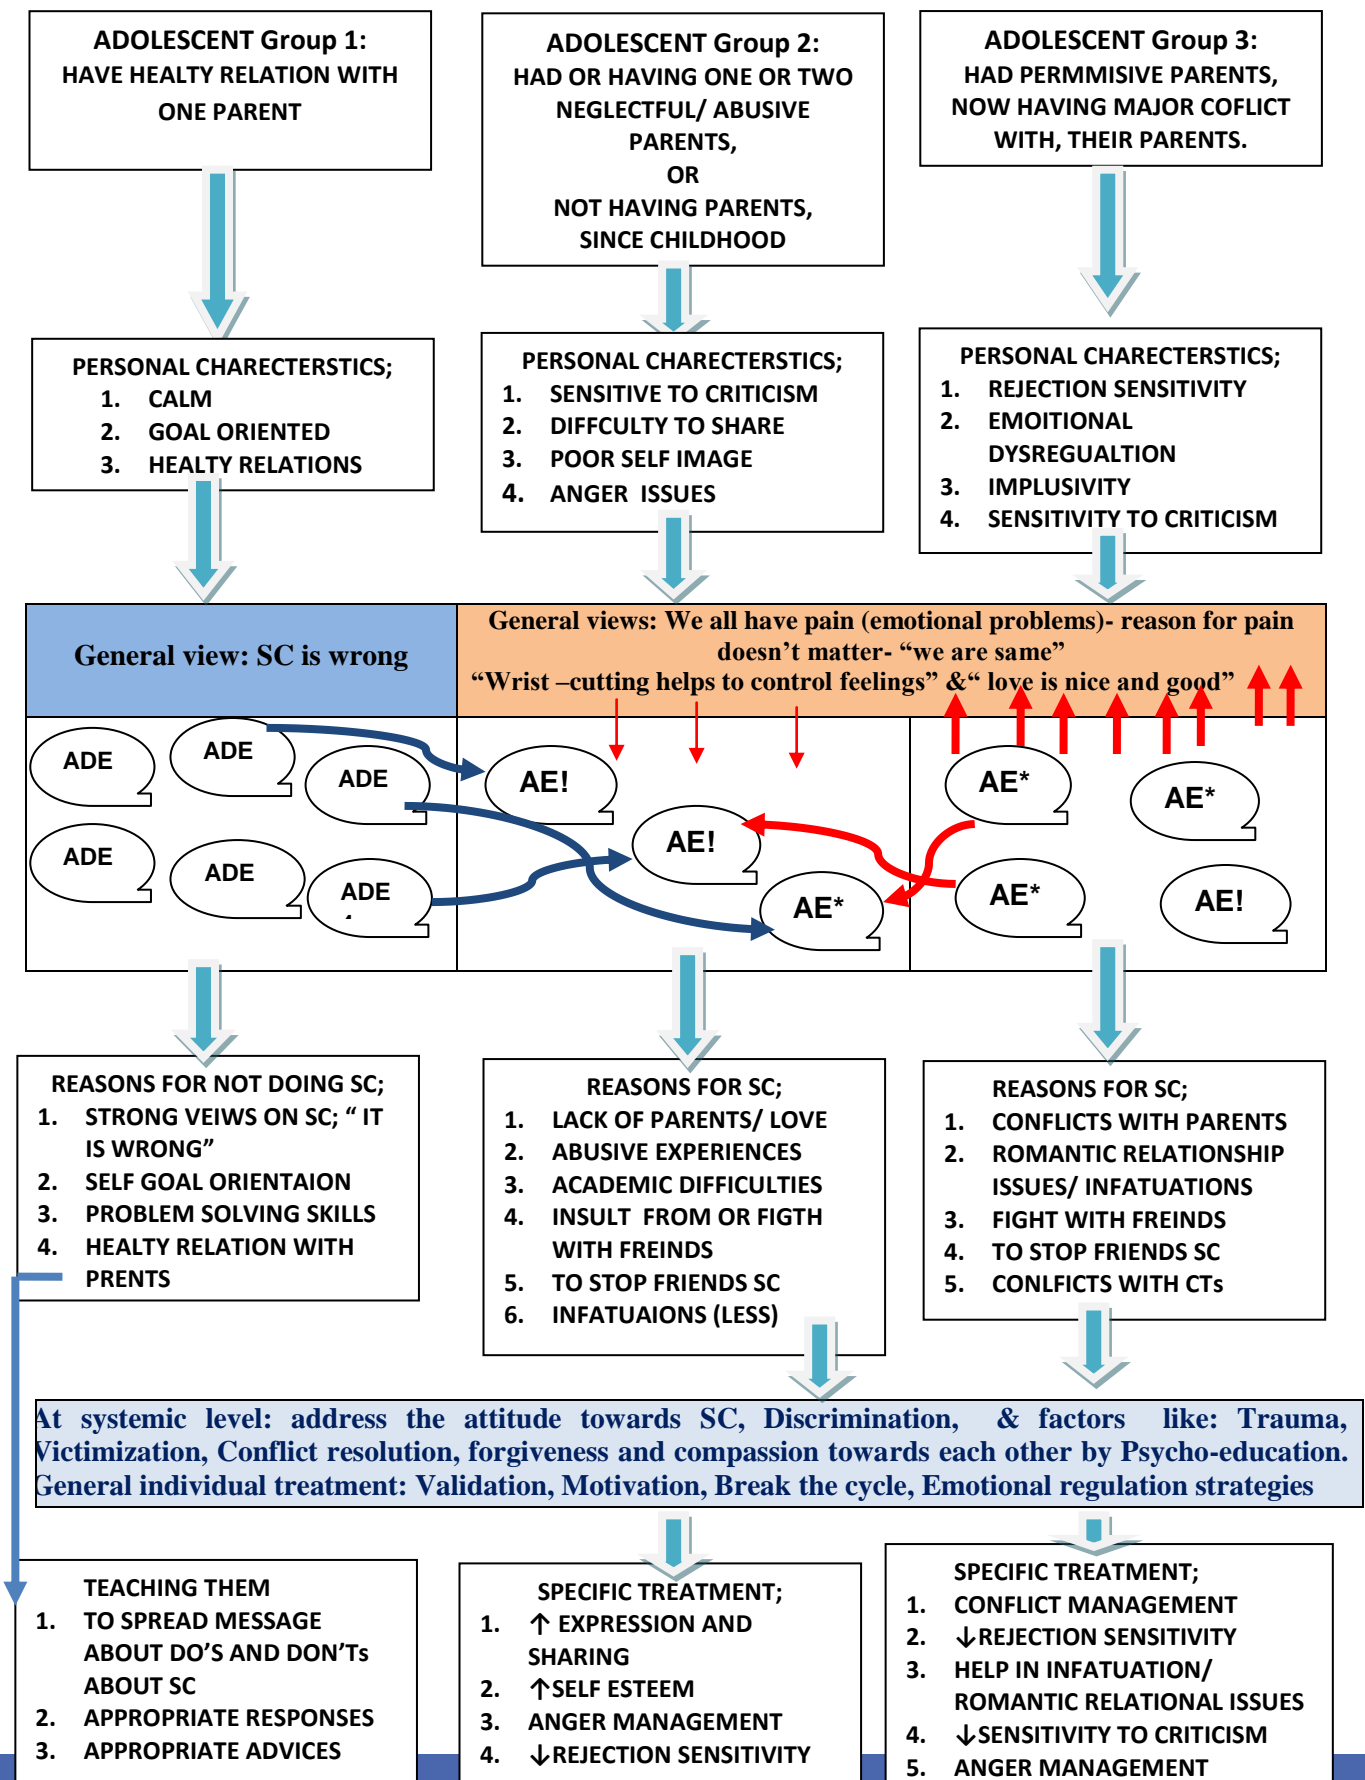 ADOLESCENT Group 1:
HAVE HEALTY RELATION WITH
ONE PARENT
ADOLESCENT Group 2:
HAD OR HAVING ONE OR TWO
NEGLECTFUL/ ABUSIVE
PARENTS,
OR
NOT HAVING PARENTS,
SINCE CHILDHOOD
ADOLESCENT Group 3:
HAD PERMMISIVE PARENTS,
NOW HAVING MAJOR COFLICT
WITH, THEIR PARENTS.
PERSONAL CHARECTERSTICS;
1. CALM
2. GOAL ORIENTED
3. HEALTY RELATIONS
PERSONAL CHARECTERSTICS;
1. SENSITIVE TO CRITICISM
2. DIFFCULTY TO SHARE
3. POOR SELF IMAGE
4. ANGER ISSUES
PERSONAL CHARECTERSTICS;
1. REJECTION SENSITIVITY
2. EMOITIONAL
DYSREGUALTION
3. IMPLUSIVITY
4. SENSITIVITY TO CRITICISM
General view: SC is wrong
General views: We all have pain (emotional problems)- reason for pain
doesn’t matter- “we are same”
“Wrist –cutting helps to control feelings” &“ love is nice and good”
ADE
ADE
ADE
ADE
ADE
ADE
AE!
AE!
AE*
AE*
AE*
AE*
AE!
REASONS FOR NOT DOING SC;
1. STRONG VEIWS ON SC; “ IT
IS WRONG”
2. SELF GOAL ORIENTAION
3. PROBLEM SOLVING SKILLS
4. HEALTY RELATION WITH
PRENTS
REASONS FOR SC;
1. LACK OF PARENTS/ LOVE
2. ABUSIVE EXPERIENCES
3. ACADEMIC DIFFICULTIES
4. INSULT FROM OR FIGTH
WITH FREINDS
5. TO STOP FRIENDS SC
6. INFATUAIONS (LESS)
REASONS FOR SC;
1. CONFLICTS WITH PARENTS
2. ROMANTIC RELATIONSHIP
ISSUES/ INFATUATIONS
3. FIGHT WITH FREINDS
4. TO STOP FRIENDS SC
5. CONLFICTS WITH CTs
At systemic level: address the attitude towards SC, Discrimination, & factors like: Trauma,
Victimization, Conflict resolution, forgiveness and compassion towards each other by Psycho-education.
General individual treatment: Validation, Motivation, Break the cycle, Emotional regulation strategies
TEACHING THEM
1. TO SPREAD MESSAGE
ABOUT DO’S AND DON’Ts
ABOUT SC
2. APPROPRIATE RESPONSES
3. APPROPRIATE ADVICES
SPECIFIC TREATMENT;
1. ↑ EXPRESSION AND
SHARING
2. ↑SELF ESTEEM
3. ANGER MANAGEMENT
4. ↓REJECTION SENSITIVITY
SPECIFIC TREATMENT;
1. CONFLICT MANAGEMENT
2. ↓REJECTION SENSITIVITY
3. HELP IN INFATUATION/
ROMANTIC RELATIONAL ISSUES
4. ↓SENSITIVITY TO CRITICISM
5. ANGER MANAGEMENT